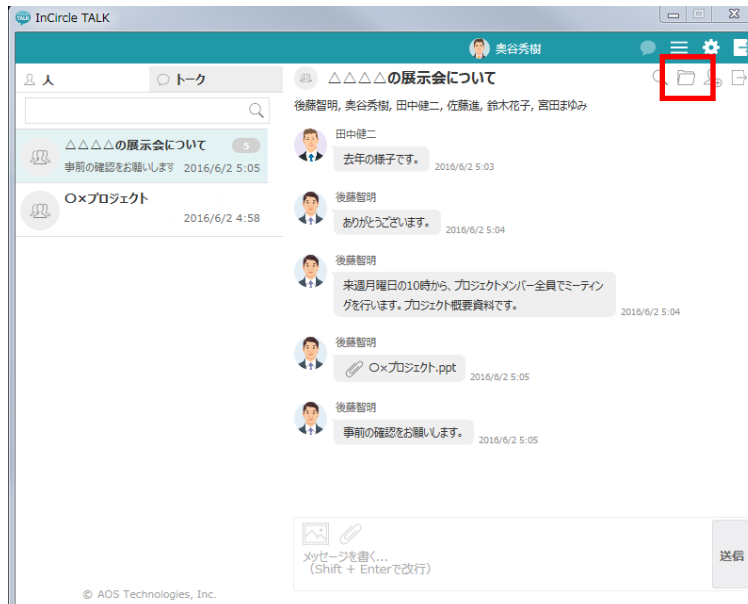 InCircle TALK
奥谷秀樹
人
トーク
△△△△の展示会について
5
事前の確認をお願いします 2016/6/2 5:05
〇×プロジェクト
2016/6/2 4:58
© AOS Technologies, Inc.
△△△△の展示会について
後藤智明, 奥谷秀樹, 田中健二, 佐藤進, 鈴木花子, 宮田まゆみ
田中健二
去年の様子です。 2016/6/2 5:03
後藤智明
ありがとうございます。 2016/6/2 5:04
後藤智明
来週月曜日の10時から、プロジェクトメンバー全員でミーティン
グを行います。プロジェクト概要資料です。 2016/6/2 5:04
後藤智明
〇×プロジェクト.ppt 2016/6/2 5:05
後藤智明
事前の確認をお願いします。 2016/6/2 5:05
メッセージを書く...
（Shift + Enterで改行）
送信